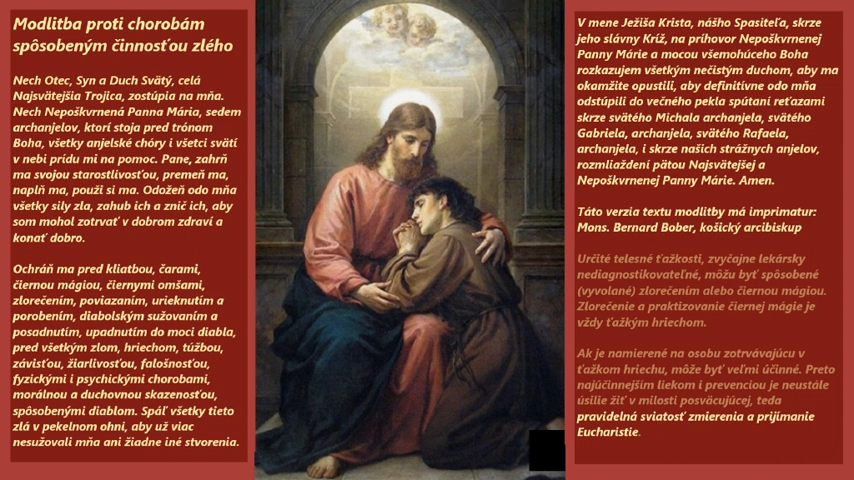 Modlitba proti chorobám
spôsobeným činnosťou zlého
Nech Otec, Syn a Duch Svätý, celá
Najsvätejšia Trojica, zostúpia na mňa.
Nech Nepoškvrnená Panna Mária, sedem
archanjelov, ktorí stoja pred trónom
Boha, všetky anjelské chóry i všetci svätí
v nebi prídu mi na pomoc. Pane, zahrň
ma svojou starostlivosťou, premeň ma,
naplň ma, použi si ma. Odožeň odo mňa
všetky sily zla, zahub ich a znič ich, aby
som mohol zotrvať v dobrom zdraví a
konať dobro.
Ochráň ma pred kliatbou, čarami,
čiernou mágiou, čiernymi omšami,
zlorečením, poviazaním, urieknutím a
porobením, diabolským sužovaním a
posadnutím, upadnutím do moci diabla,
pred všetkým zlom, hriechom, túžbou,
závisťou, žiarlivosťou, falošnosťou,
fyzickými i psychickými chorobami,
morálnou a duchovnou skazenosťou,
spôsobenými diablom. Spáľ všetky tieto
zlá v pekelnom ohni, aby už viac
nesužovali mňa ani žiadne iné stvorenia.
V mene Ježiša Krista, nášho Spasiteľa, skrze
jeho slávny Kríž, na príhovor Nepoškvrnenej
Panny Márie a mocou všemohúceho Boha
rozkazujem všetkým nečistým duchom, aby ma
okamžite opustili, aby definitívne odo mňa
odstúpili do večného pekla spútaní reťazami
skrze svätého Michala archanjela, svätého
Gabriela, archanjela, svätého Rafaela,
archanjela, i skrze našich strážnych anjelov,
rozmliaždení pätou Najsvätejšej a
Nepoškvrnenej Panny Márie. Amen.
Táto verzia textu modlitby má imprimatur:
Mons. Bernard Bober, košický arcibiskup
Určité telesné ťažkosti, zvyčajne lekársky
nediagnostikovateľné, môžu byť spôsobené
(vyvolané) zlorečením alebo čiernou mágiou.
Zlorečenie a praktizovanie čiernej mágie je
vždy ťažkým hriechom.
Ak je namierené na osobu zotrvávajúcu v
ťažkom hriechu, môže byť veľmi účinné. Preto
najúčinnejším liekom i prevenciou je neustále
úsilie žiť v milosti posväcujúcej, teda
pravidelná sviatosť zmierenia a prijímanie
Eucharistie.